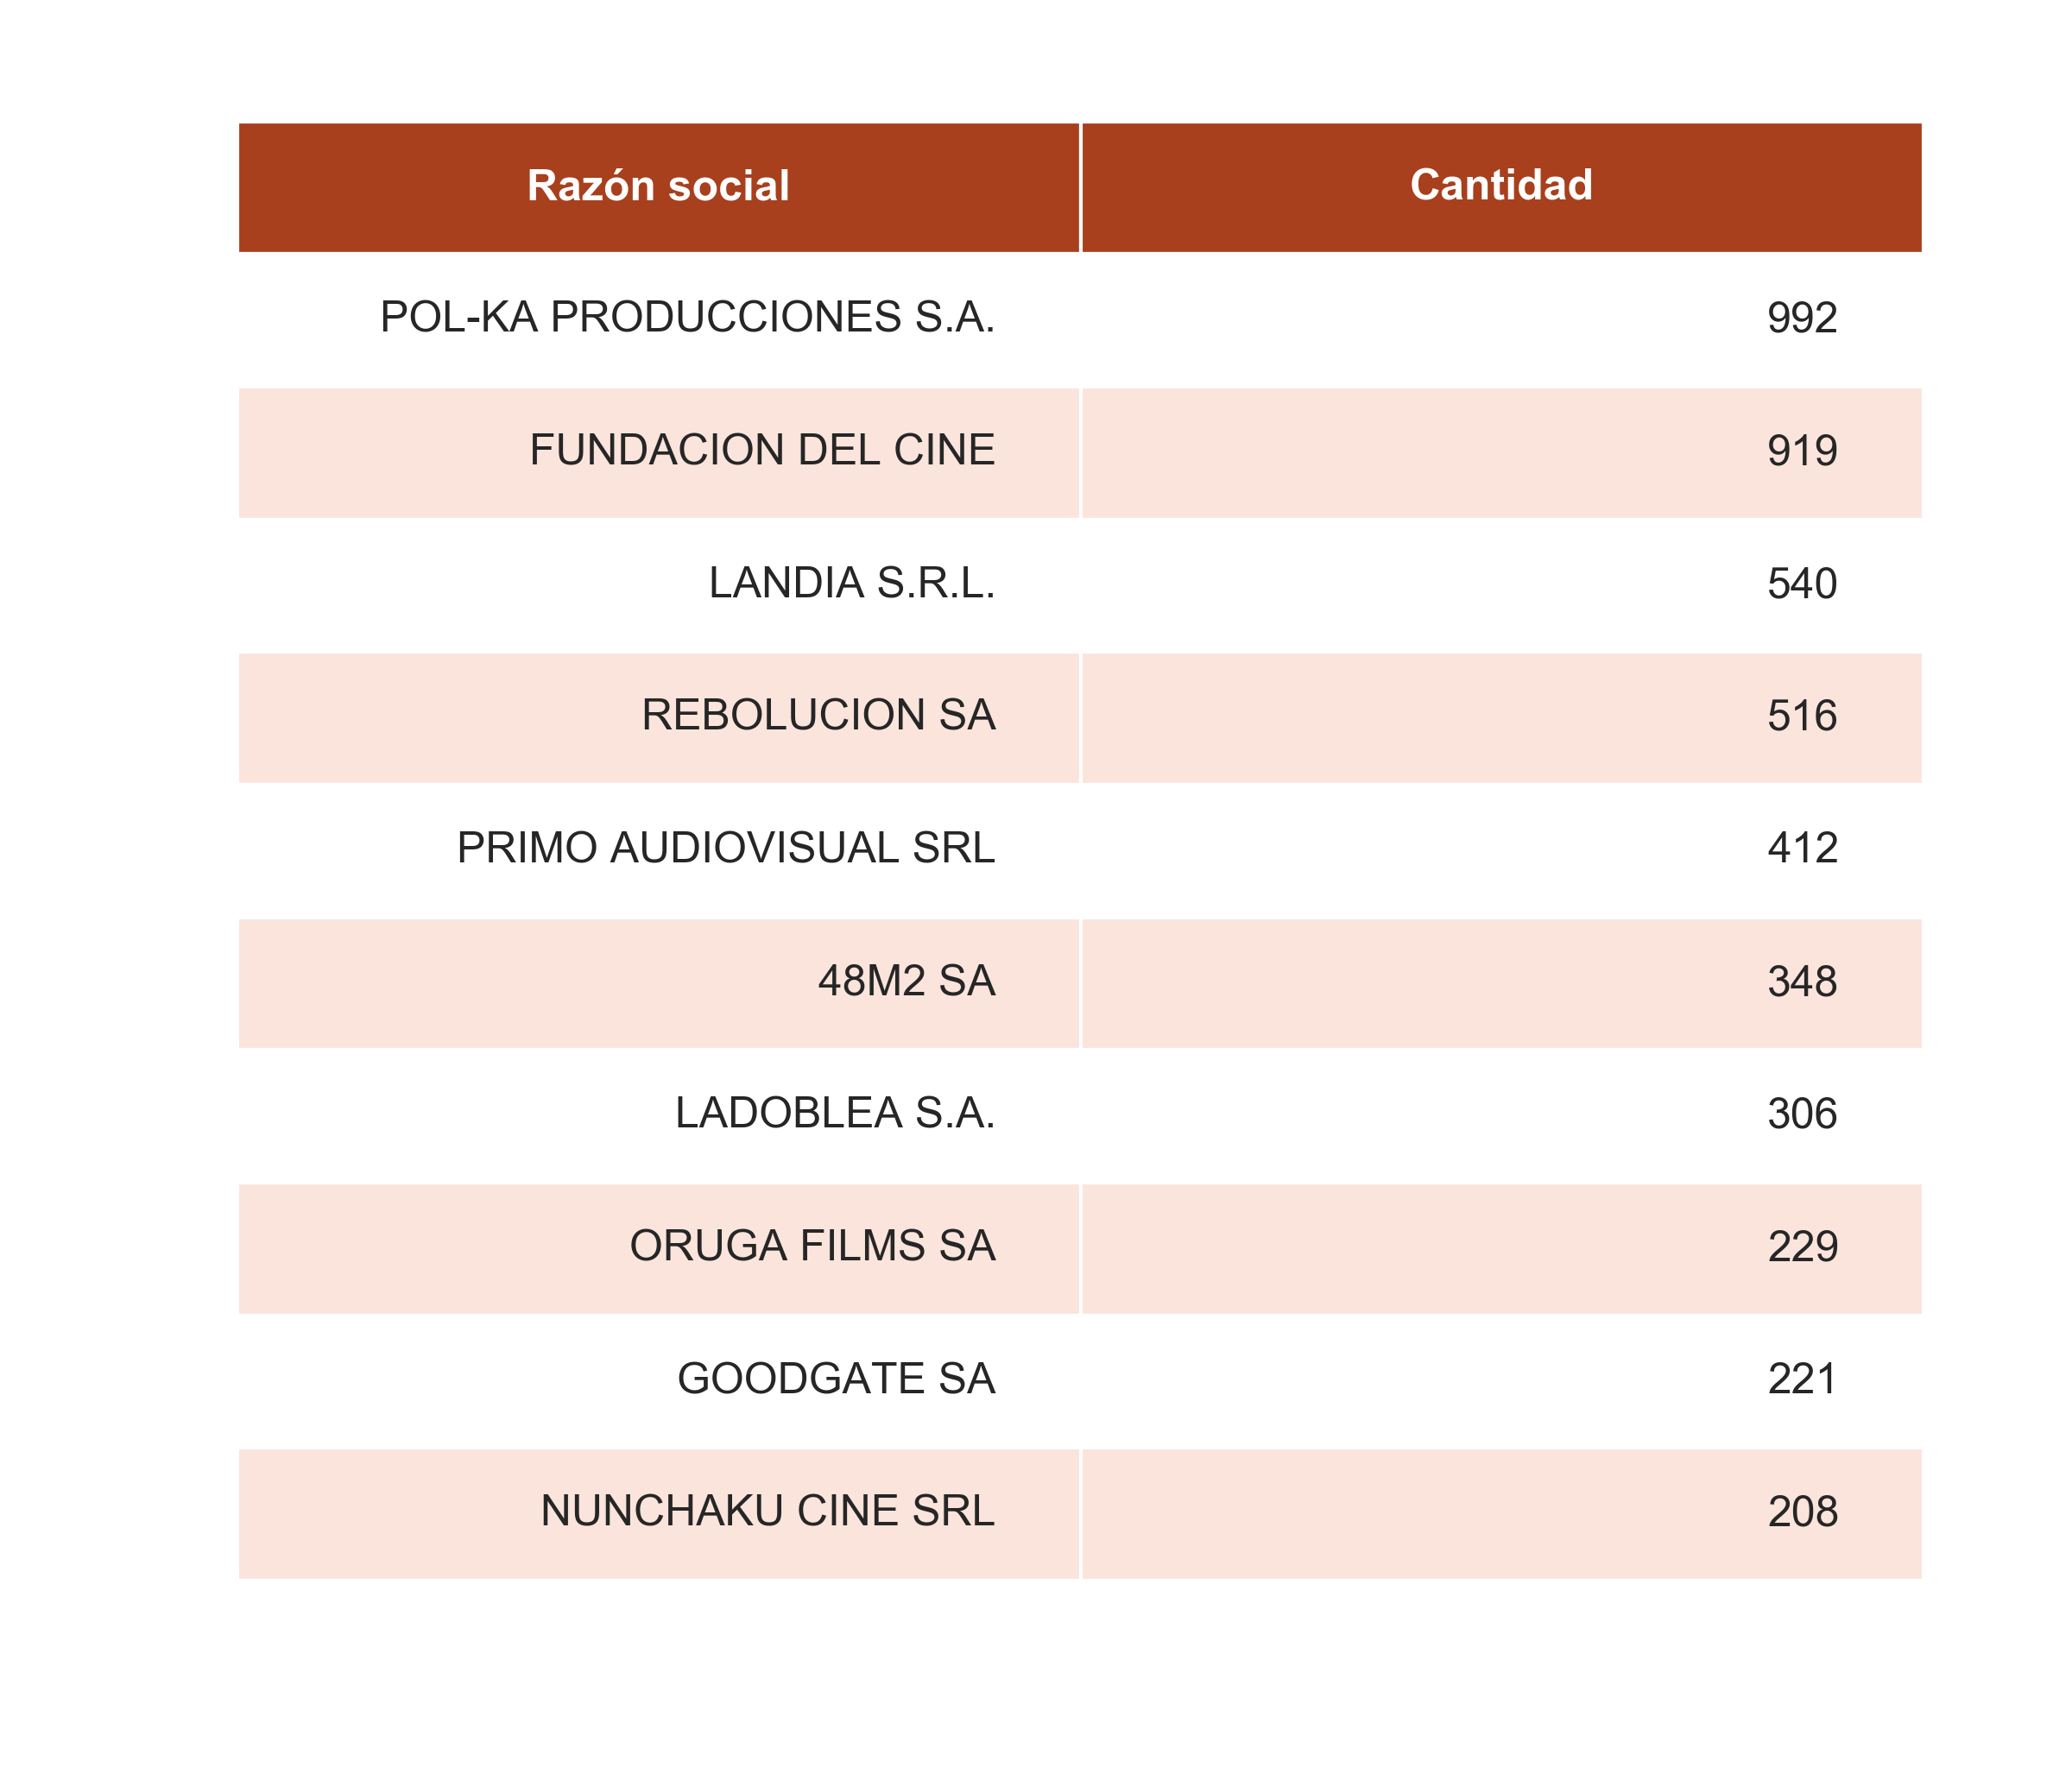 Razón social Cantidad
POL-KA PRODUCCIONES S.A. 992
FUNDACION DEL CINE 919
LANDIA S.R.L. 540
REBOLUCION SA 516
PRIMO AUDIOVISUAL SRL 412
48M2 SA 348
LADOBLEA S.A. 306
ORUGA FILMS SA 229
GOODGATE SA 221
NUNCHAKU CINE SRL 208